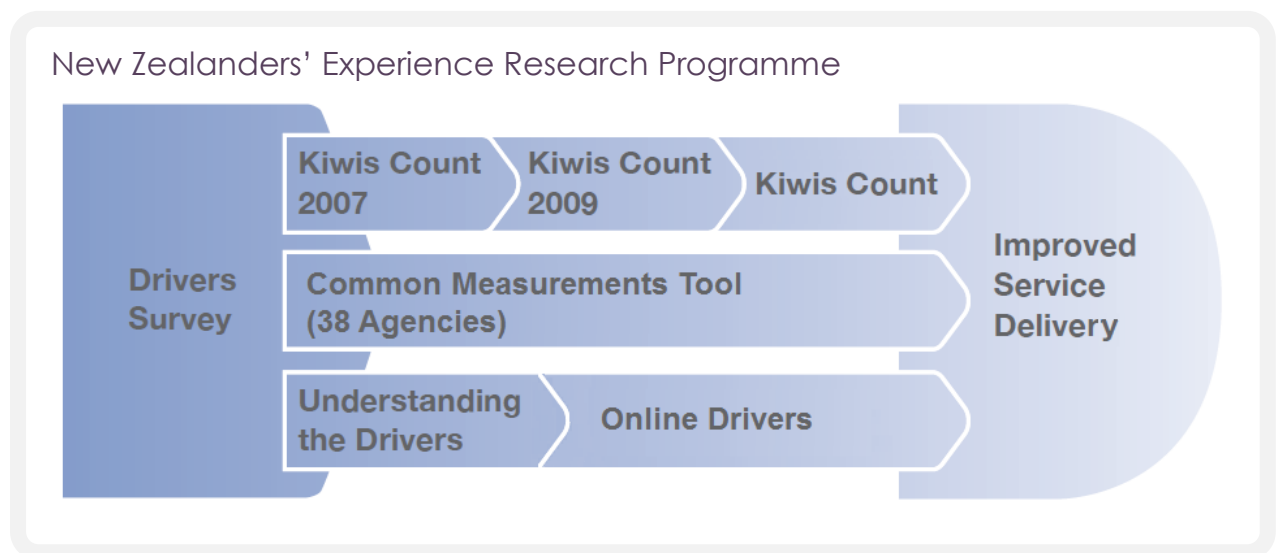 New Zealanders’ Experience Research Programme
Drivers
Survey
Kiwis Count
2007
Kiwis Count
2009
Kiwis Count
Common Measurements Tool
(38 Agencies)
Understanding
the Drivers
Online Drivers
Improved
Service
Delivery